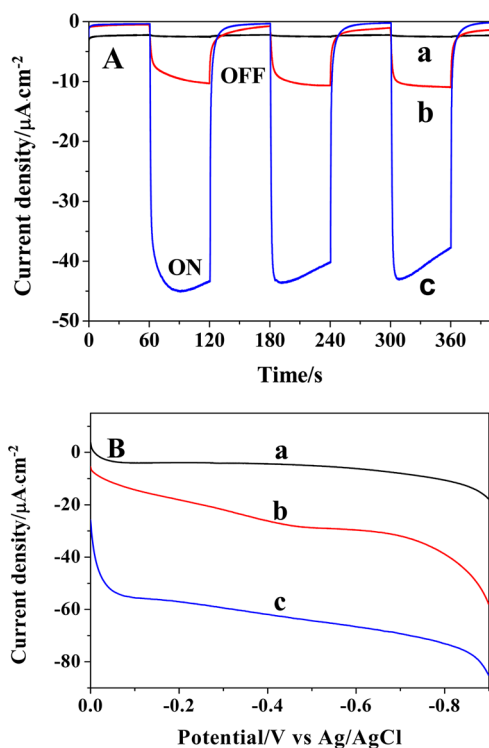 0
-10
-20
-30
-40
-50
Current density/μA.cm-2
A
OFF
ON
a
b
c
0 60 120 180 240 300 360
Time/s
0
-20
-40
-60
-80
Current density/μA.cm-2
B
a
b
c
0.0 -0.2 -0.4 -0.6 -0.8
Potential/V vs Ag/AgCl